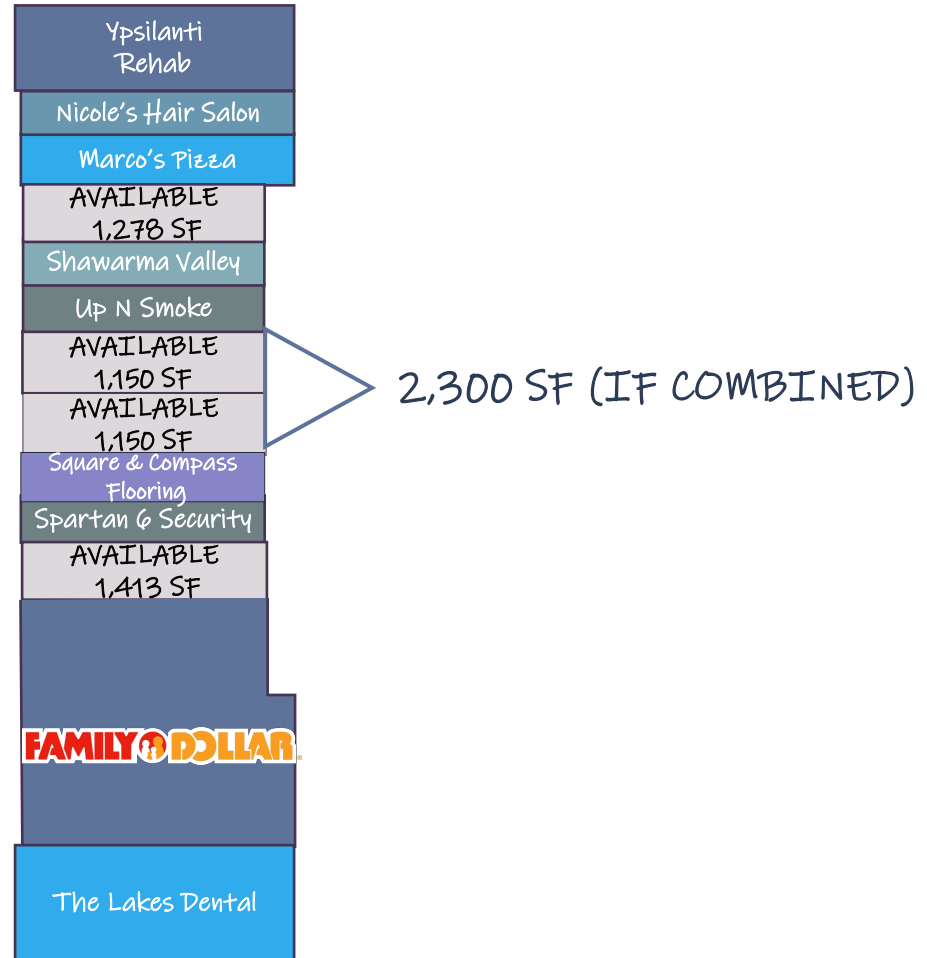 Ypsilanti
Rehab
Nicole's Hair Salon
Marco's Pizza
AVAILABLE
1,278 SF
Shawarma Valley
Up N Smoke
AVAILABLE
1,150 SF
2,300 SF (IF COMBINED)
AVAILABLE
1,150 SF
Square & Compass
Flooring
Spartan 6 Security
AVAILABLE
1,413 SF
FAMILY DOLLAR
The Lakes Dental